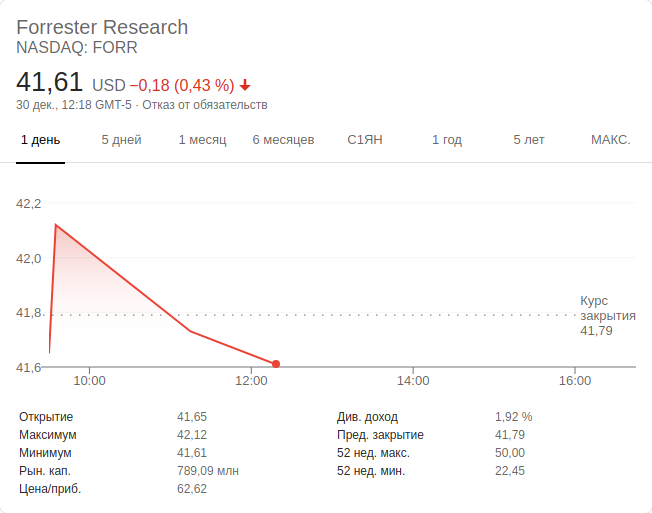 Forrester Research
NASDAQ: FORR
41,61 USD −0,18 (0,43 %)
30 дек., 12:18 GMT-5 · Отказ от обязательств
1 день 5 дней 1 месяц 6 месяцев С1ЯН 1 год 5 лет МАКС.
42,2
42,0
41,8
41,6
Курс
закрытия
41,79
10:00 12:00 14:00 16:00
Открытие 41,65
Максимум 42,12
Минимум 41,61
Рын. кап. 789,09 млн
Цена/приб. 62,62
Див. доход 1,92 %
Пред. закрытие 41,79
52 нед. макс. 50,00
52 нед. мин. 22,45